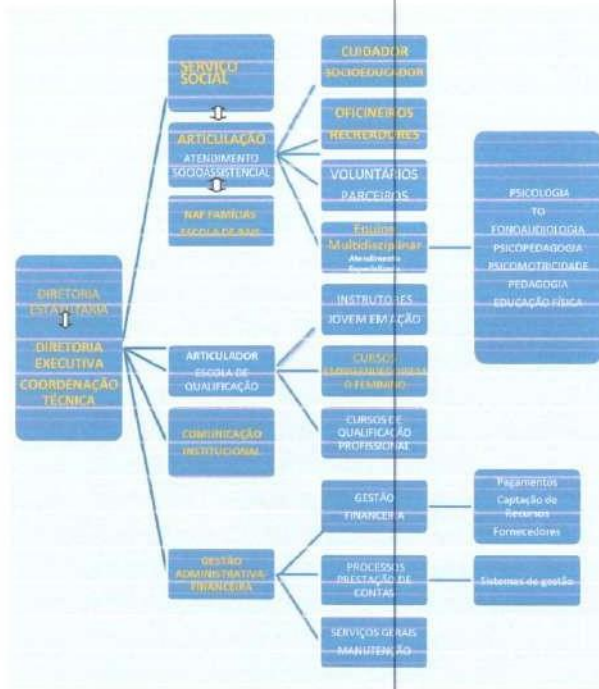 DIRETORIA
ESTATUTÁRIA
DIRETORIA
EXECUTIVA
COORDENAÇÃO
TÉCNICA
SERVIÇO
SOCIAL
ARTICULAÇÃO
ATENDIMENTO
SOCIOASSISTENCIAL
NAF FAMÍLIAS
ESCOLA DE PAIS
CUIDADOR
SOCIOEDUCADOR
OFICINEIROS
RECREADORES
VOLUNTÁRIOS
PARCEIROS
Equipe
Multidisciplinar
Atendimento
PSICOLOGIA
TO
FONOAUDIOLOGIA
PSICOPEDAGOGIA
PSICOMOTRICIDADE
PEDAGOGIA
EDUCAÇÃO FÍSICA
ARTICULADOR
ESCOLA DE QUALIFICAÇÃO
INSTRUTORES
JOVEM EM AÇÃO
CURSOS
EMPREENDEDORISM
O FEMININO
CURSOS DE
QUALIFICAÇÃO
PROFISSIONAL
COMUNICAÇÃO
INSTITUCIONAL
GESTÃO
ADMINISTRATIVA
FINANCEIRA
GESTÃO
FINANCEIRA
Pagamentos
Captação de
Recursos
Fornecedores
PROCESSOS
PRESTAÇÃO DE
CONTAS
Sistemas de gestão
SERVIÇOS GERAIS
MANUTENÇÃO